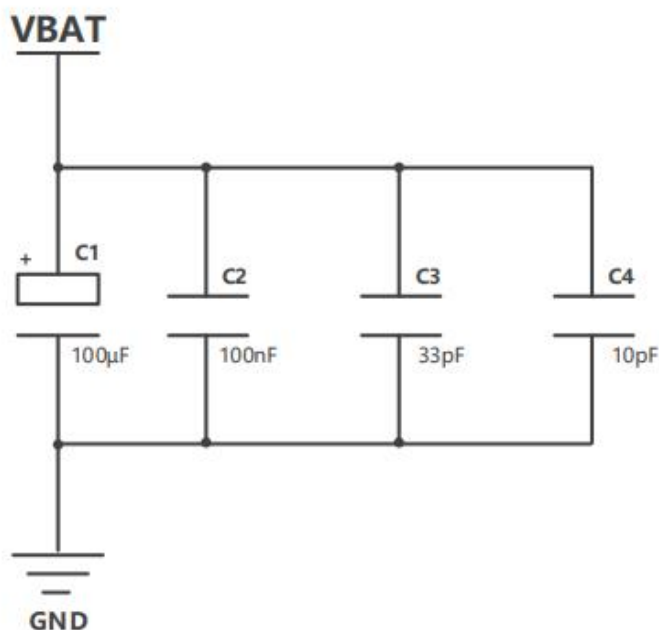 VBAT
+
C1
C2
C3
C4
100μF
100nF
33pF
10pF
GND